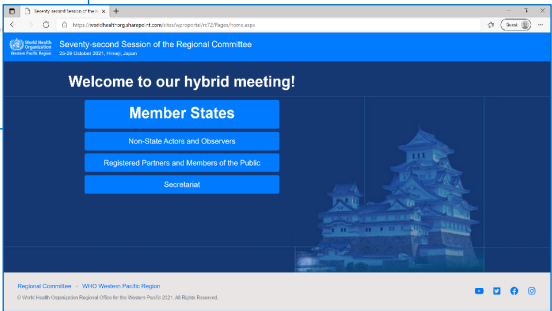 Seventy-second Session of the R
https://worldhealthorg.sharepoint.com/sites/wproportal/rc72/Pages/Home.aspx
Guest
World Health
Organization
Western Pacific Region
Seventy-second Session of the Regional Committee
25-29 October 2021, Himeji, Japan
Welcome to our hybrid meeting!
Member States
Non-State Actors and Observers
Registered Partners and Members of the Public
Secretariat
Regional Committee - WHO Western Pacific Region
© World Health Organization Regional Office for the Western Pacific 2021. All Rights Reserved.